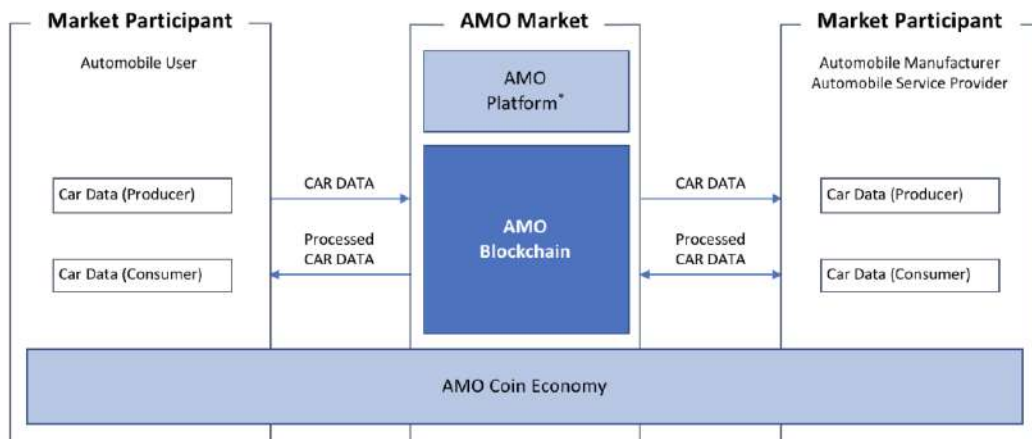 Market Participant
Automobile User
Car Data (Producer)
Car Data (Consumer)
CAR DATA
Processed
CAR DATA
AMO Market
AMO
Platform*
AMO
Blockchain
CAR DATA
Processed
CAR DATA
Market Participant
Automobile Manufacturer
Automobile Service Provider
Car Data (Producer)
Car Data (Consumer)
AMO Coin Economy